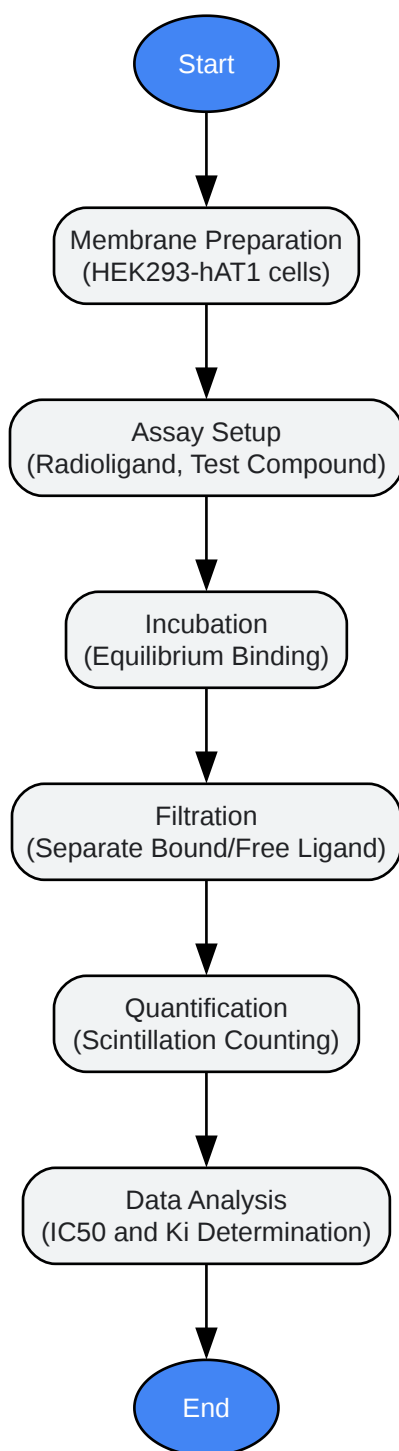 Start
Membrane Preparation
(HEK293-hAT1 cells)
Assay Setup
(Radioligand, Test Compound)
Incubation
(Equilibrium Binding)
Filtration
(Separate Bound/Free Ligand)
Quantification
(Scintillation Counting)
Data Analysis
(IC50 and Ki Determination)
End